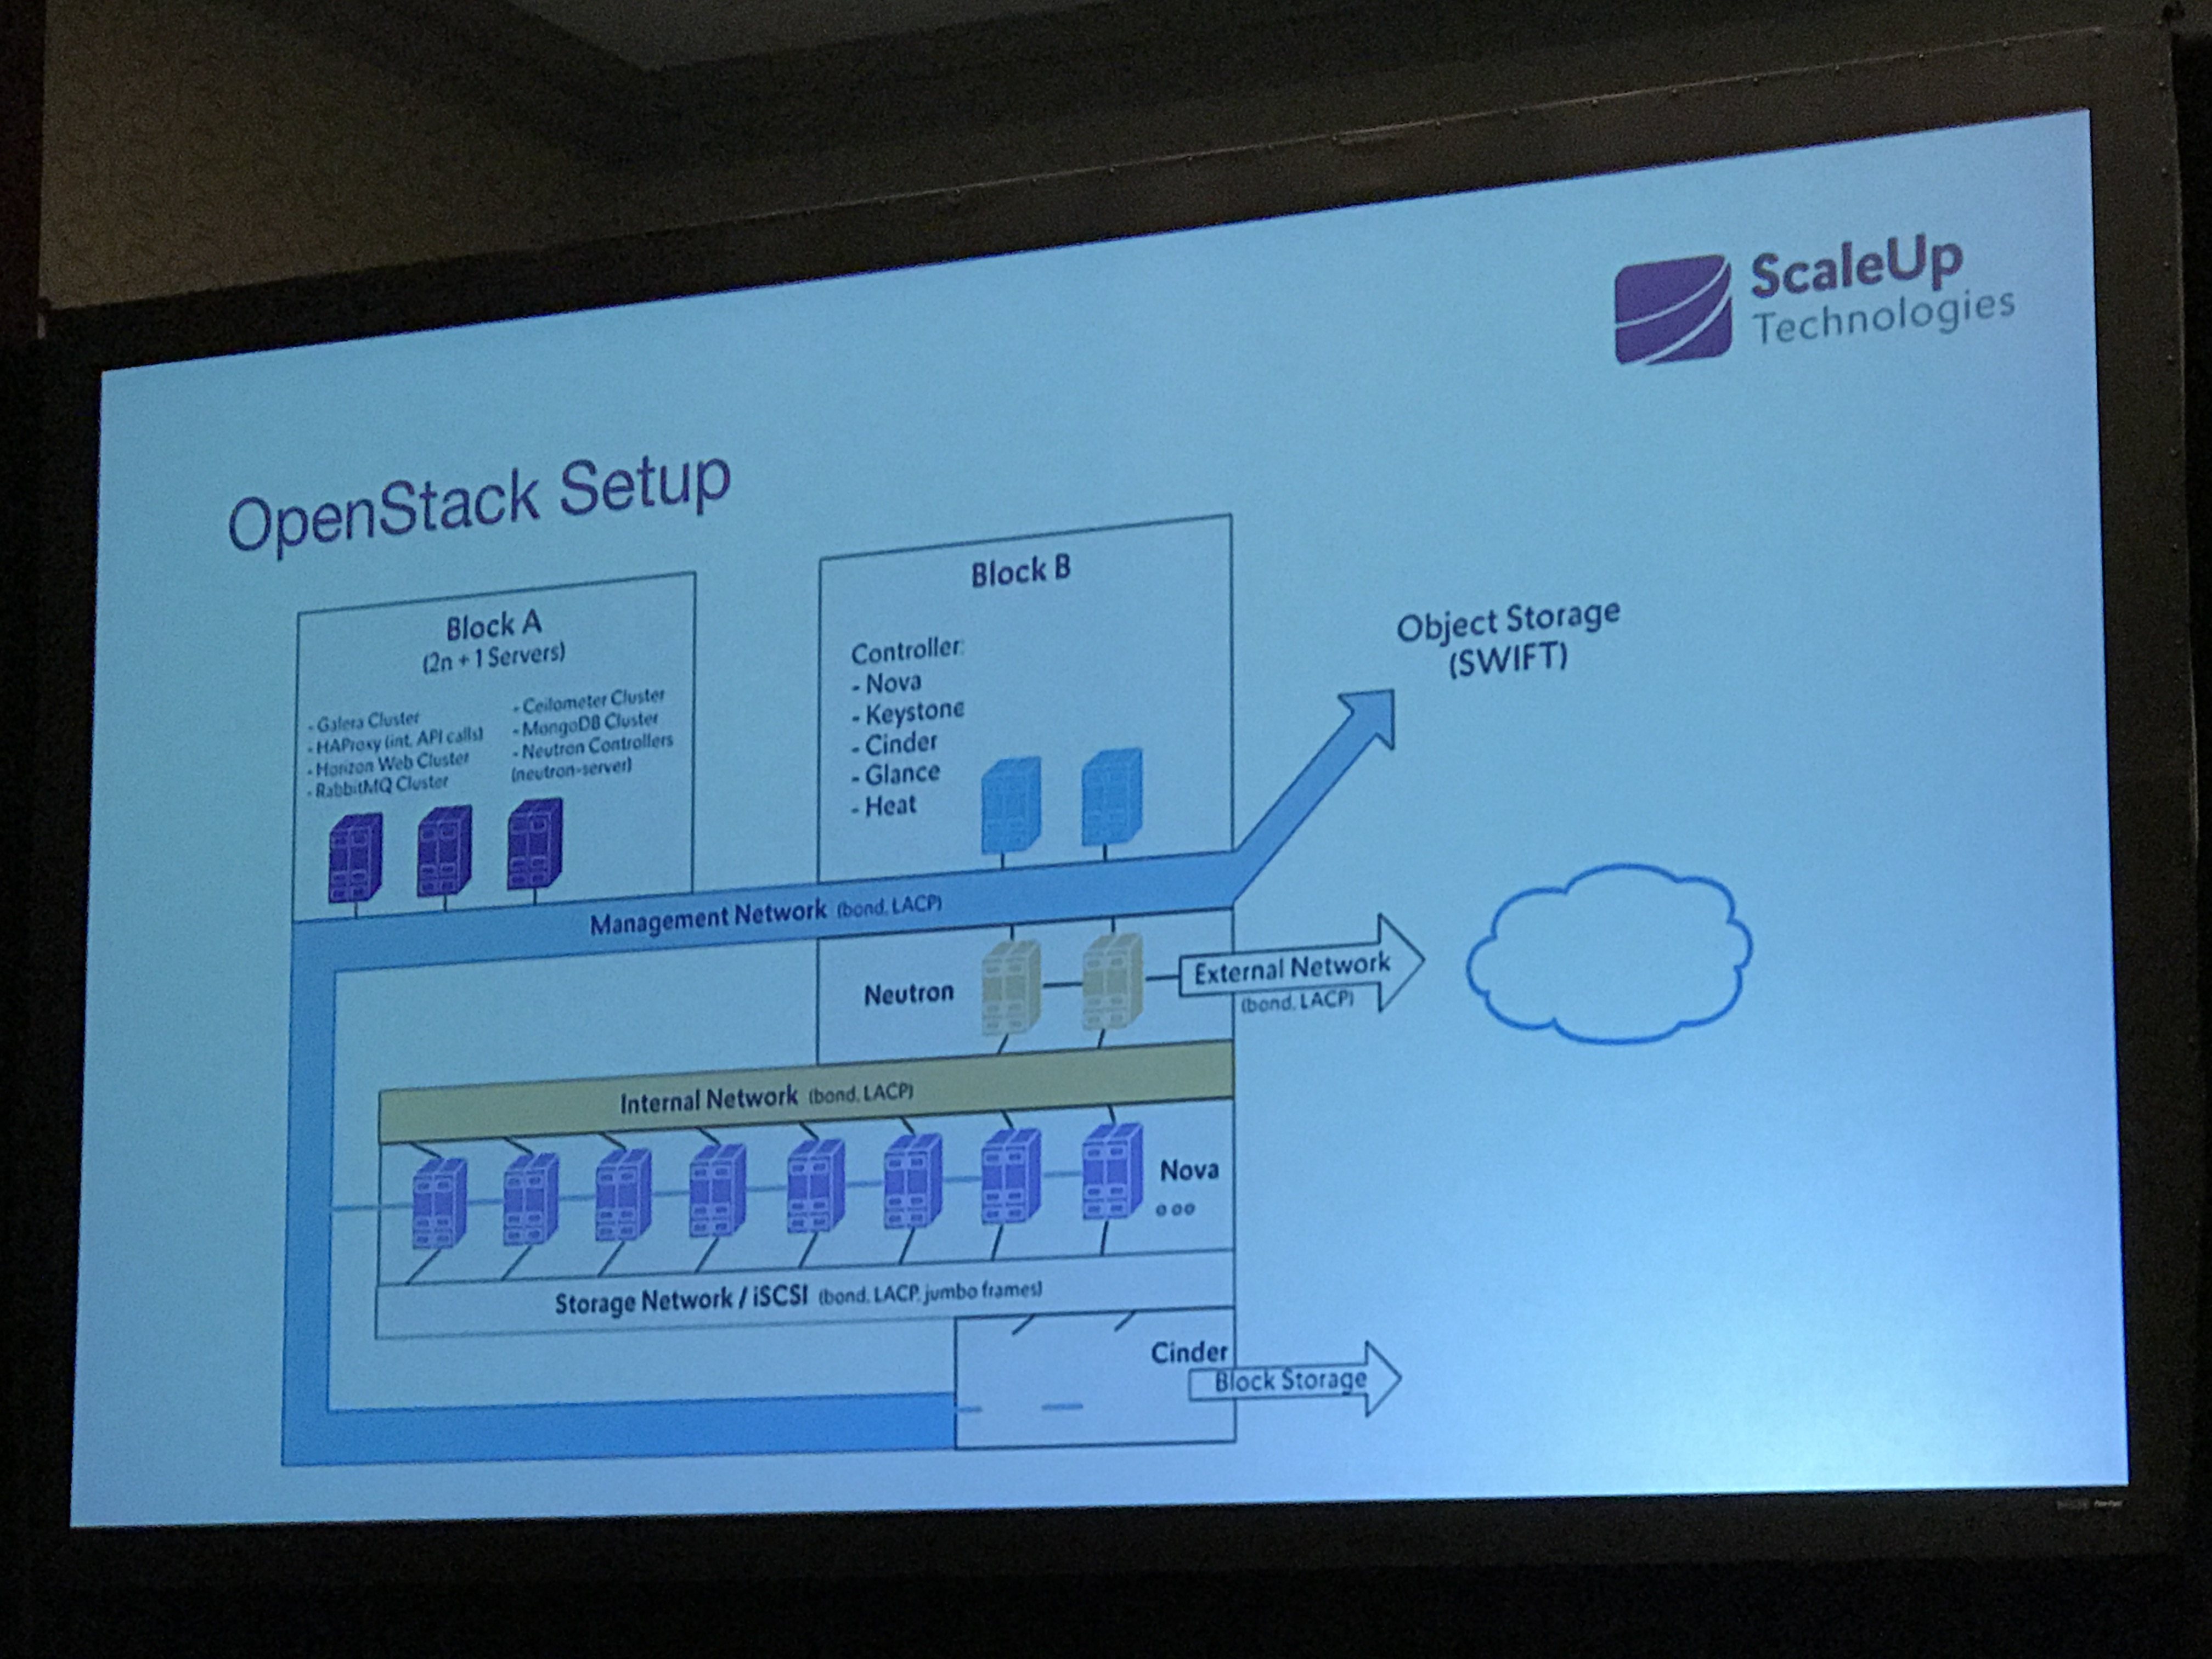 ScaleUp
Technologies
OpenStack Setup
Block A
(2n + 1 Servers)
- Galera Cluster
- HAProxy (int. API calls)
- Horizon Web Cluster
- RabbitMQ Cluster
- Ceilometer Cluster
- MongoDB Cluster
- Neutron Controllers
(neutron-server)
Block B
Controller:
- Nova
- Keystone
- Cinder
- Glance
- Heat
Object Storage
(SWIFT)
Management Network (bond, LACP)
Neutron
External Network
(bond, LACP)
Internal Network (bond, LACP)
Nova
Storage Network / iSCSI (bond, LACP, jumbo frames)
Cinder
Block Storage